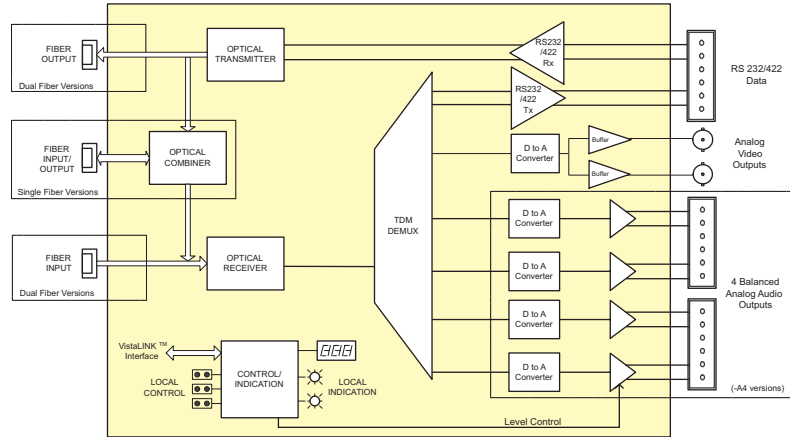 FIBER
OUTPUT
Dual Fiber Versions
OPTICAL
TRANSMITTER
RS232
/422
Rx
RS 232/422
Data
RS232
/422
Tx
FIBER
INPUT/
OUTPUT
Single Fiber Versions
OPTICAL
COMBINER
D to A
Converter
Buffer
Buffer
Analog
Video
Outputs
TDM
DEMUX
FIBER
INPUT
Dual Fiber Versions
OPTICAL
RECEIVER
D to A
Converter
D to A
Converter
D to A
Converter
D to A
Converter
4 Balanced
Analog Audio
Outputs
(-A4 versions)
VistaLINK ™
Interface
LOCAL
CONTROL
CONTROL/
INDICATION
LOCAL
INDICATION
Level Control